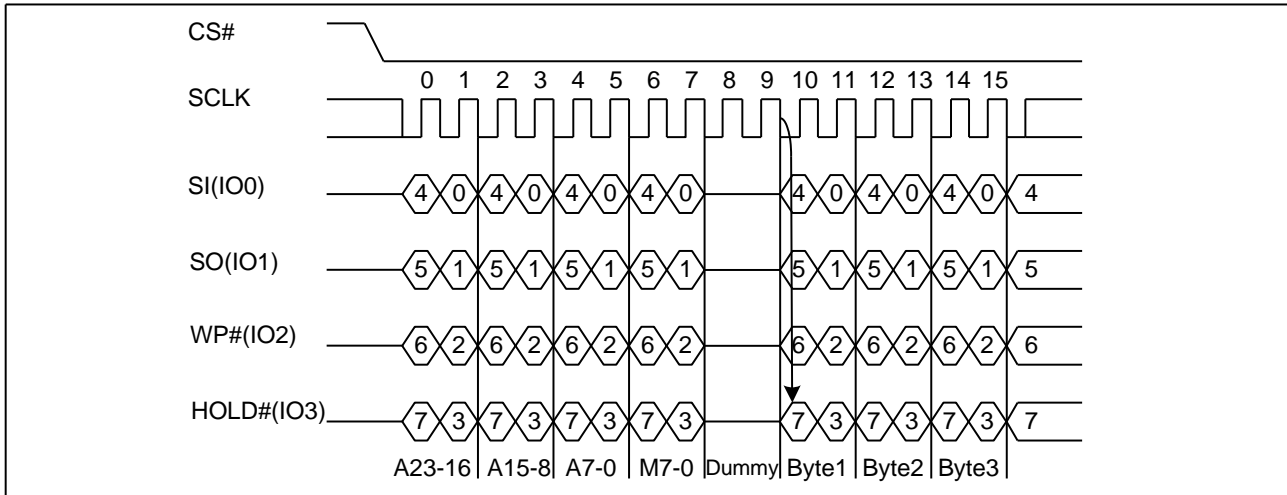 CS#
0 1 2 3 4 5 6 7 8 9 10 11 12 13 14 15
SCLK
SI(IO0) 4 0 4 0 4 0 4 0 4 0 4 0 4 0 4
SO(IO1) 5 1 5 1 5 1 5 1 5 1 5 1 5 1 5
WP#(IO2) 6 2 6 2 6 2 6 2 6 2 6 2 6 2 6
HOLD#(IO3) 7 3 7 3 7 3 7 3 7 3 7 3 7 3 7
A23-16 A15-8 A7-0 M7-0 Dummy Byte1 Byte2 Byte3